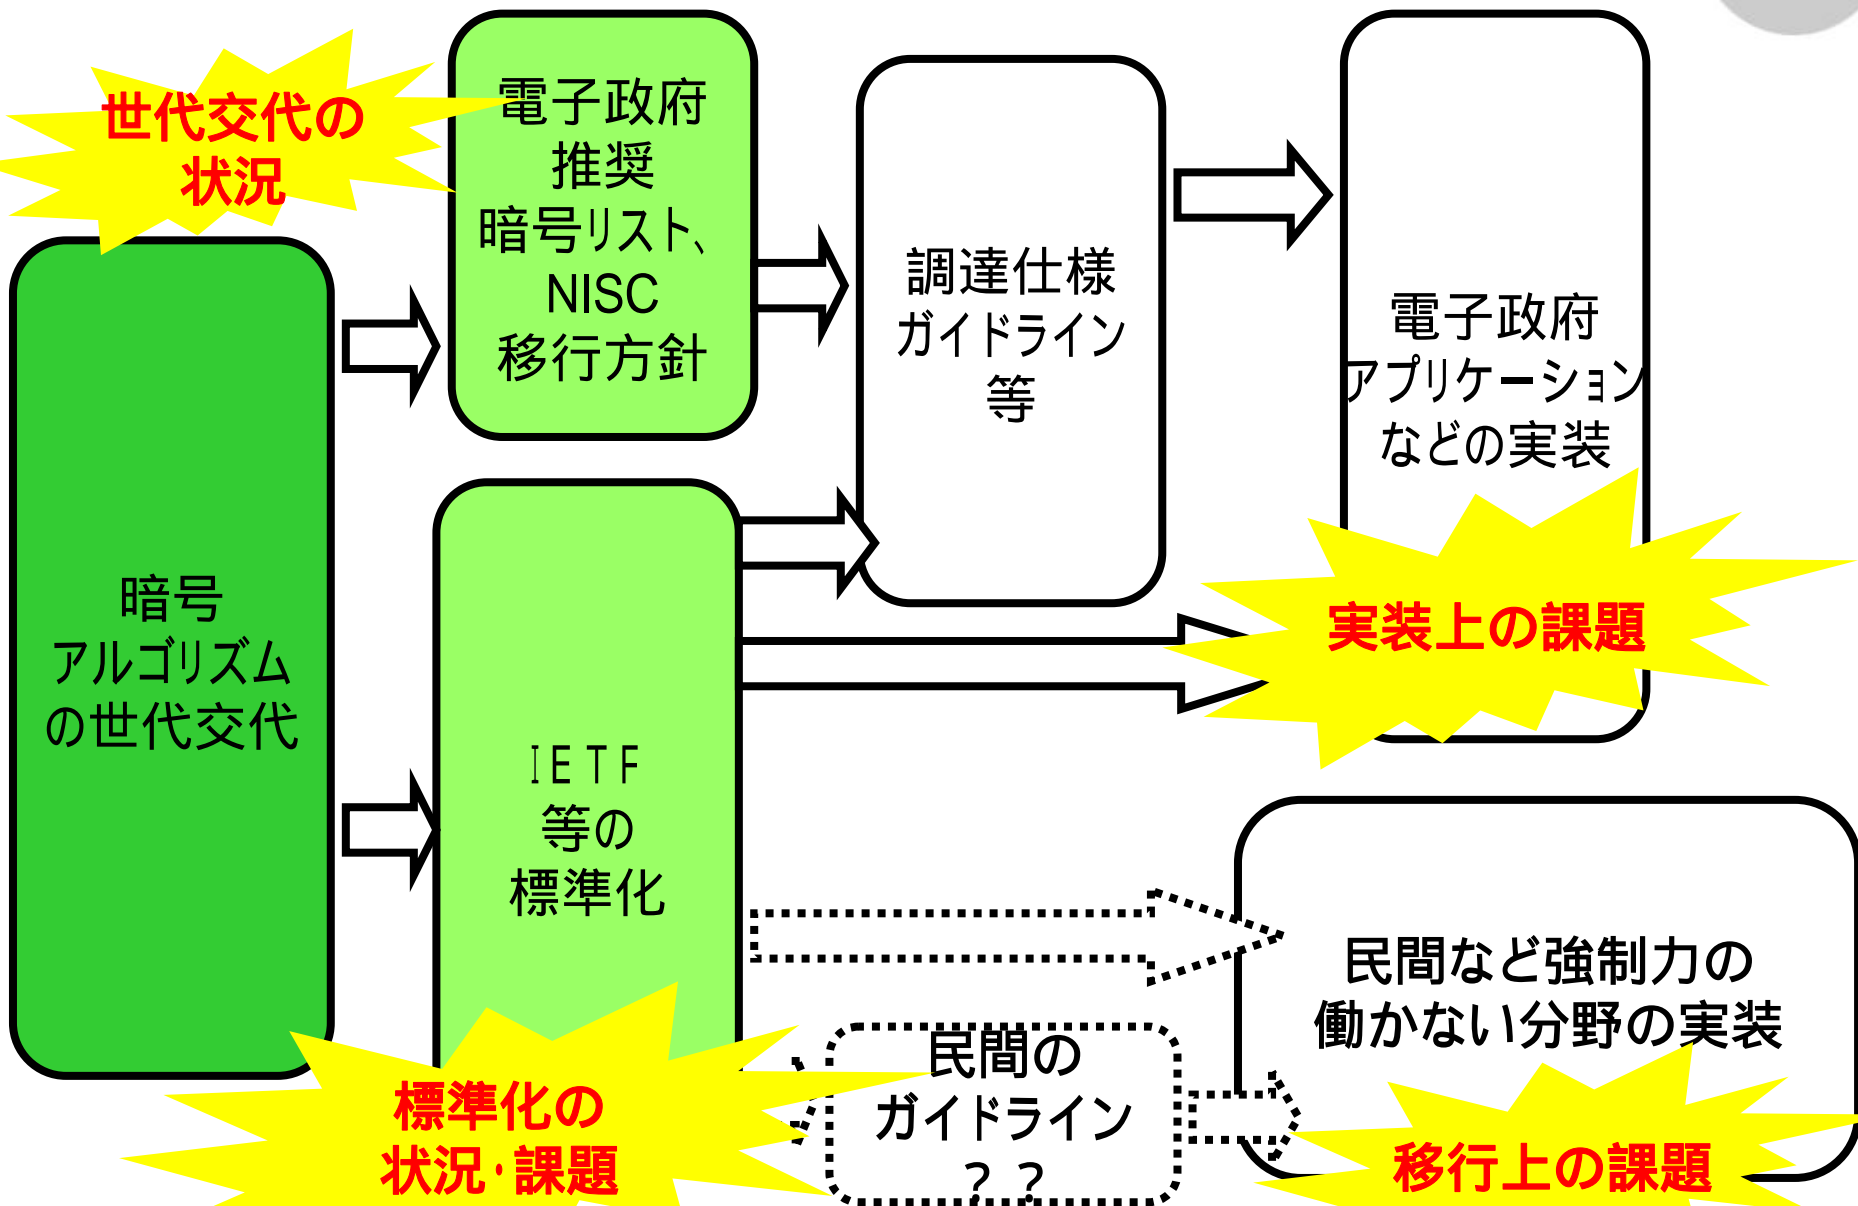 世代交代の
状況
電子政府
推奨
暗号リスト、
NISC
移行方針
調達仕様
ガイドライン
等
電子政府
アプリケーション
などの実装
実装上の課題
暗号
アルゴリズム
の世代交代
ＩＥＴＦ
等の
標準化
標準化の
状況・課題
民間の
ガイドライン
？？
民間など強制力の
働かない分野の実装
移行上の課題